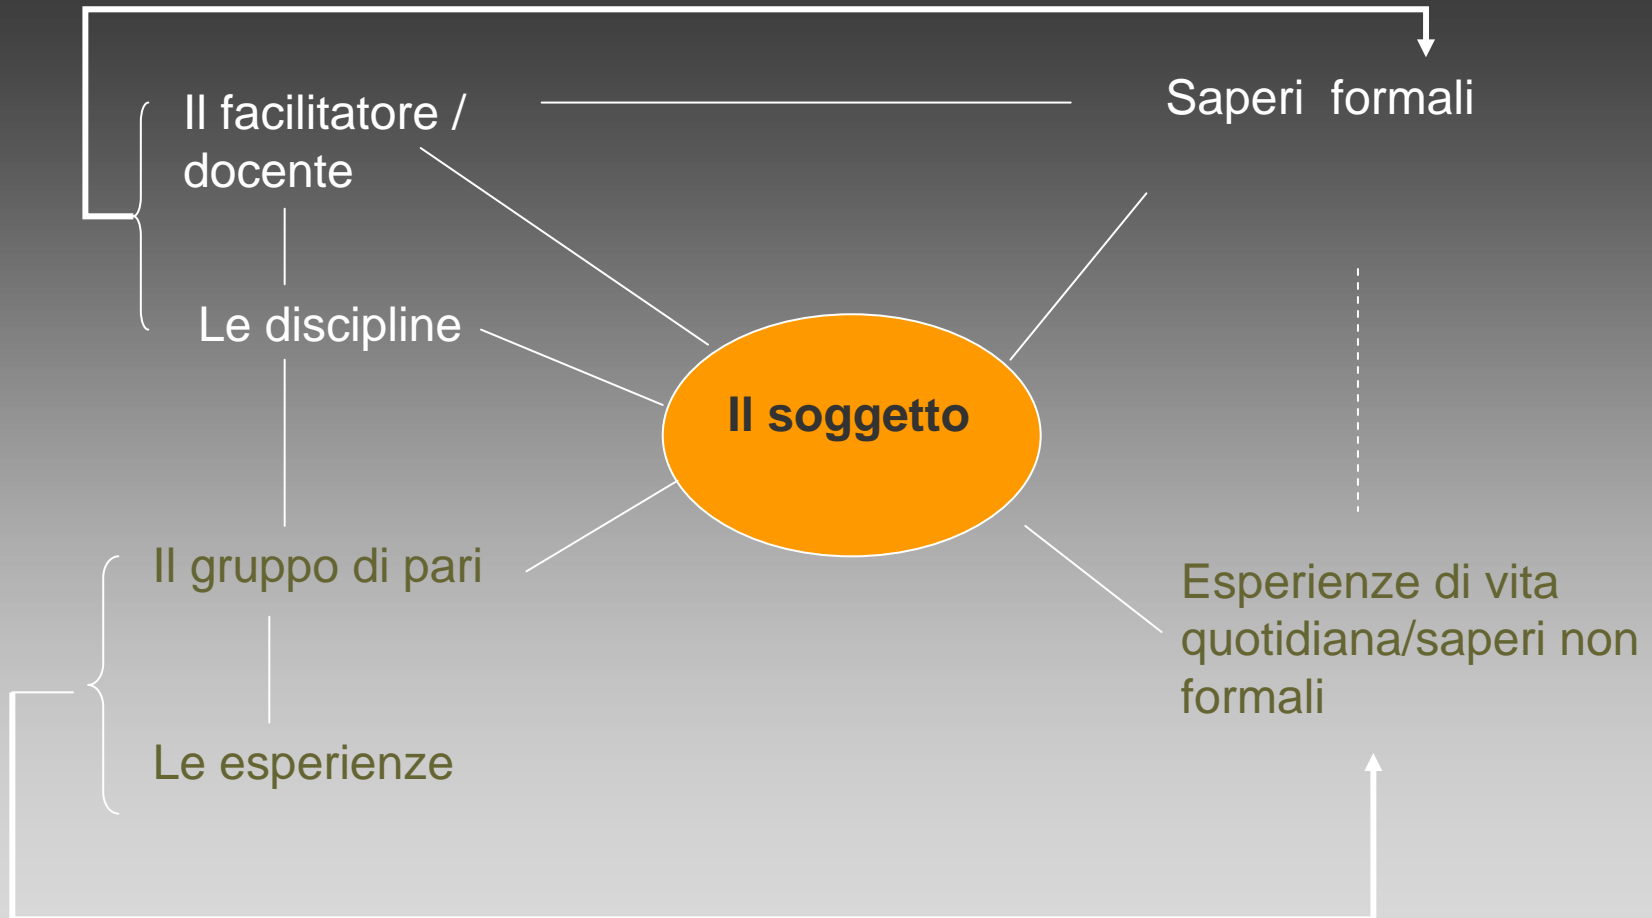 Il facilitatore /
docente
Saperi formali
Le discipline
Il soggetto
Il gruppo di pari
Esperienze di vita
quotidiana/saperi non
formali
Le esperienze